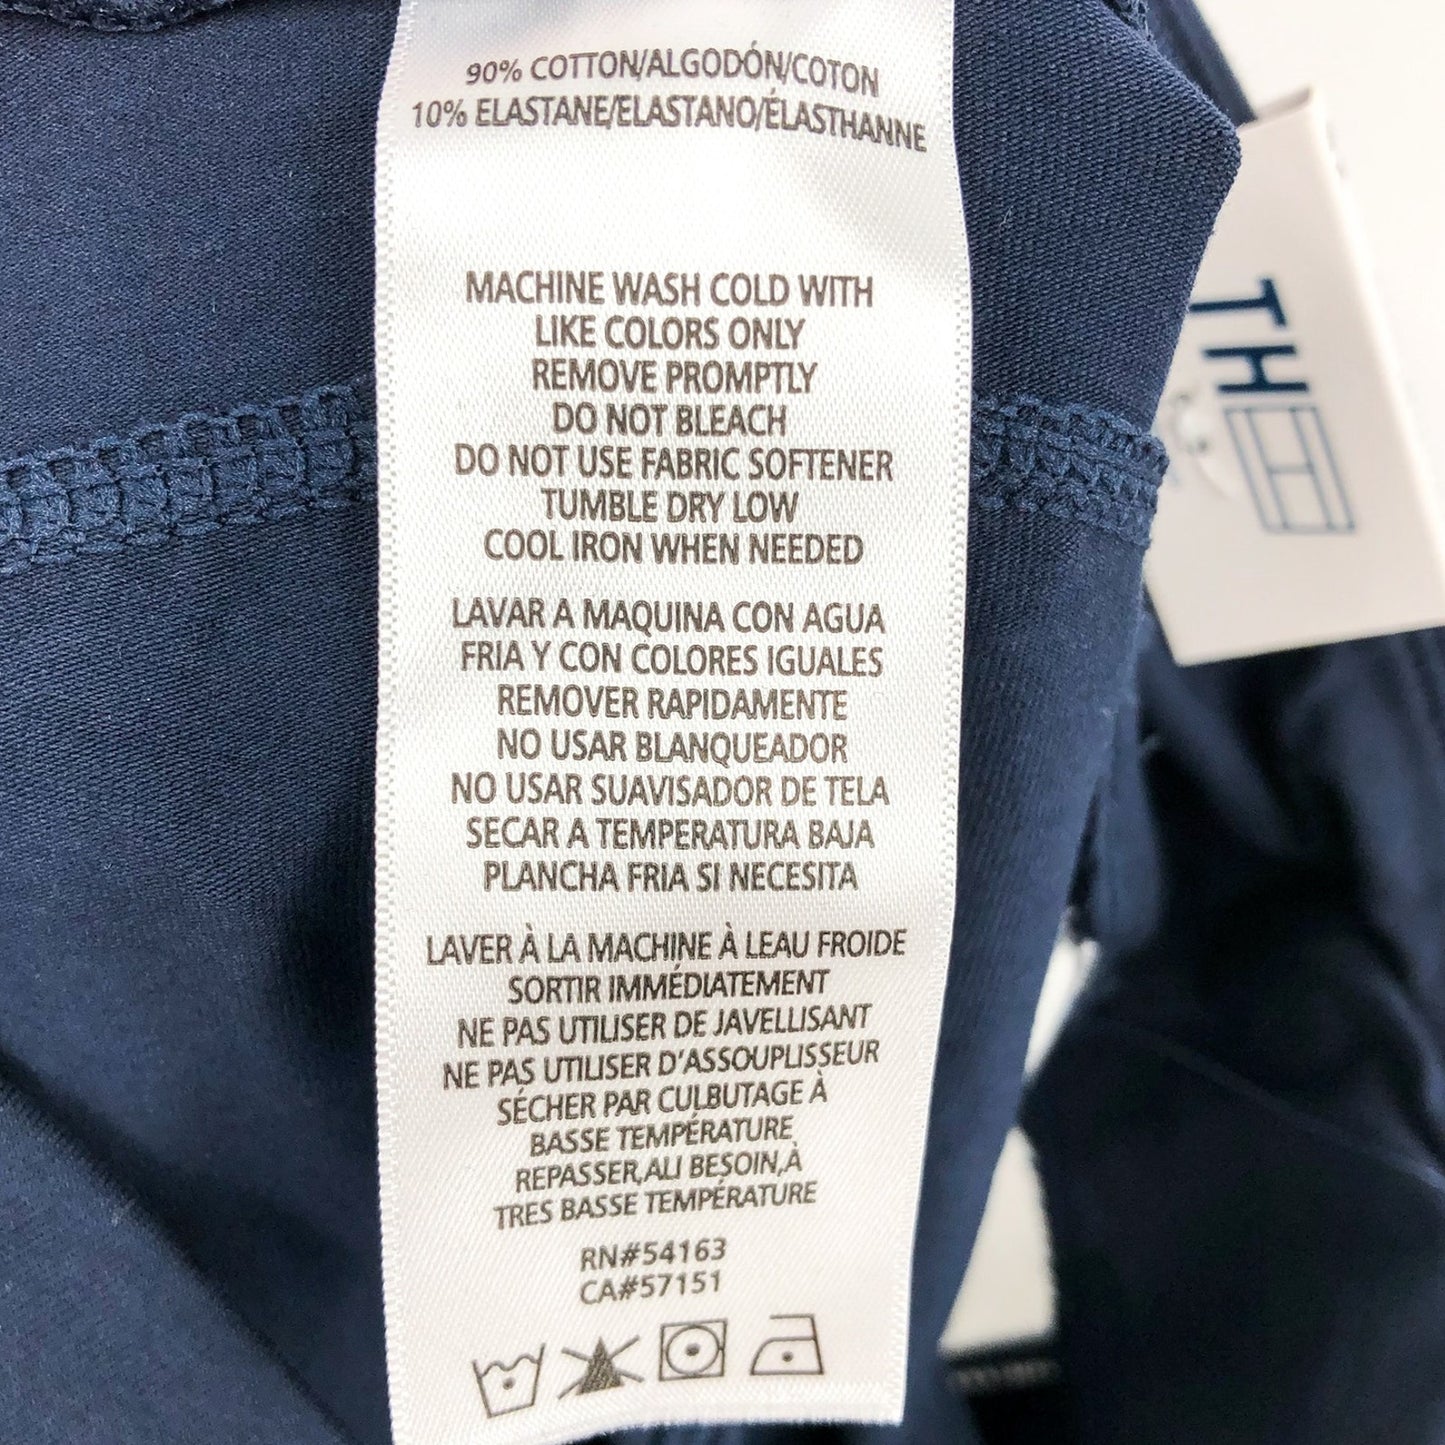 90% COTTON/ALGODÓN/COTON
10% ELASTANE/ELASTANO/ÉLASTHANNE
MACHINE WASH COLD WITH
LIKE COLORS ONLY
REMOVE PROMPTLY
DO NOT BLEACH
DO NOT USE FABRIC SOFTENER
TUMBLE DRY LOW
COOL IRON WHEN NEEDED
LAVAR A MAQUINA CON AGUA
FRIA Y CON COLORES IGUALES
REMOVER RAPIDAMENTE
NO USAR BLANQUEADOR
NO USAR SUAVISADOR DE TELA
SECAR A TEMPERATURA BAJA
PLANCHA FRIA SI NECESITA
LAVER À LA MACHINE À LEAU FROIDE
SORTIR IMMÉDIATEMENT
NE PAS UTILISER DE JAVELLISANT
NE PAS UTILISER D'ASSOUPLISSEUR
SÉCHER PAR CULBUTAGE À
BASSE TEMPÉRATURE
REPASSER,ALI BESOIN,À
TRES BASSE TEMPÉRATURE
RN#54163
CA#57151
TH